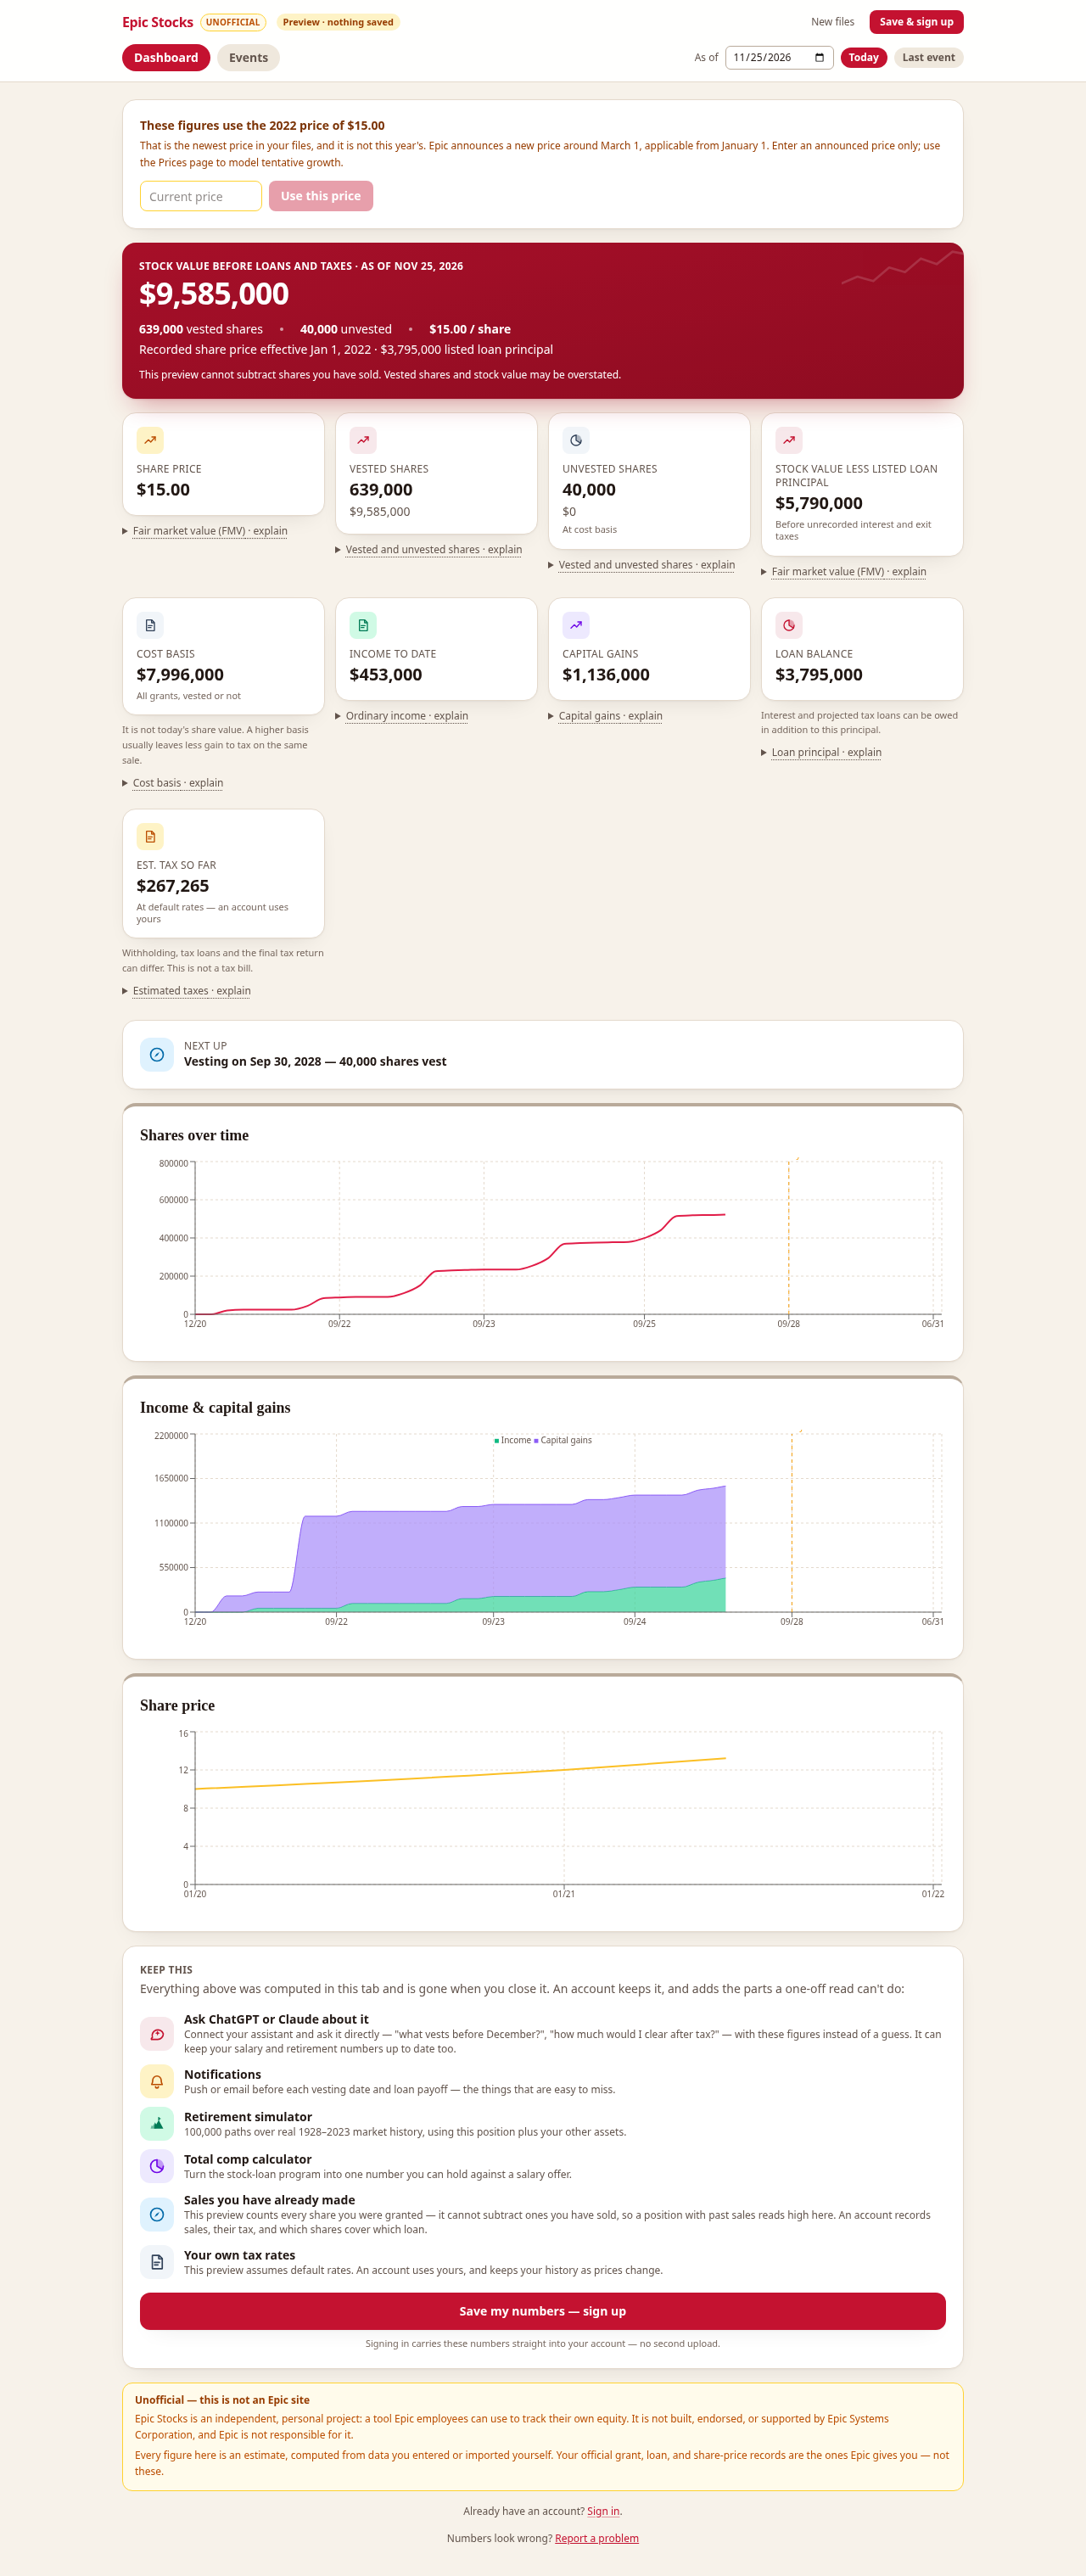 Epic Stocks
UNOFFICIAL
Preview · nothing saved
New files
Save & sign up
Dashboard
Events
As of
11/25/2026
Today
Last event
These figures use the 2022 price of $15.00
That is the newest price in your files, and it is not this year's. Epic announces a new price around March 1, applicable from January 1. Enter an announced price only; use
the Prices page to model tentative growth.
Current price
Use this price
STOCK VALUE BEFORE LOANS AND TAXES · AS OF NOV 25, 2026
$9,585,000
639,000 vested shares • 40,000 unvested • $15.00 / share
Recorded share price effective Jan 1, 2022 · $3,795,000 listed loan principal
This preview cannot subtract shares you have sold. Vested shares and stock value may be overstated.
SHARE PRICE
$15.00
Fair market value (FMV) · explain
VESTED SHARES
639,000
$9,585,000
Vested and unvested shares · explain
UNVESTED SHARES
40,000
$0
At cost basis
Vested and unvested shares · explain
STOCK VALUE LESS LISTED LOAN
PRINCIPAL
$5,790,000
Before unrecorded interest and exit
taxes
Fair market value (FMV) · explain
COST BASIS
$7,996,000
All grants, vested or not
It is not today's share value. A higher basis
usually leaves less gain to tax on the same
sale.
Cost basis · explain
INCOME TO DATE
$453,000
Ordinary income · explain
CAPITAL GAINS
$1,136,000
Capital gains · explain
LOAN BALANCE
$3,795,000
Interest and projected tax loans can be owed
in addition to this principal.
Loan principal · explain
EST. TAX SO FAR
$267,265
At default rates — an account uses
yours
Withholding, tax loans and the final tax return
can differ. This is not a tax bill.
Estimated taxes · explain
NEXT UP
Vesting on Sep 30, 2028 — 40,000 shares vest
Shares over time
800000
600000
400000
200000
0
12/20
09/22
09/23
09/25
09/28
06/31
Income & capital gains
Income
Capital gains
2200000
1650000
1100000
550000
0
12/20
09/22
09/23
09/24
09/28
06/31
Share price
16
12
8
4
0
01/20
01/21
01/22
KEEP THIS
Everything above was computed in this tab and is gone when you close it. An account keeps it, and adds the parts a one-off read can't do:
Ask ChatGPT or Claude about it
Connect your assistant and ask it directly — "what vests before December?", "how much would I clear after tax?" — with these figures instead of a guess. It can
keep your salary and retirement numbers up to date too.
Notifications
Push or email before each vesting date and loan payoff — the things that are easy to miss.
Retirement simulator
100,000 paths over real 1928–2023 market history, using this position plus your other assets.
Total comp calculator
Turn the stock-loan program into one number you can hold against a salary offer.
Sales you have already made
This preview counts every share you were granted — it cannot subtract ones you have sold, so a position with past sales reads high here. An account records
sales, their tax, and which shares cover which loan.
Your own tax rates
This preview assumes default rates. An account uses yours, and keeps your history as prices change.
Save my numbers — sign up
Signing in carries these numbers straight into your account — no second upload.
Unofficial — this is not an Epic site
Epic Stocks is an independent, personal project: a tool Epic employees can use to track their own equity. It is not built, endorsed, or supported by Epic Systems
Corporation, and Epic is not responsible for it.
Every figure here is an estimate, computed from data you entered or imported yourself. Your official grant, loan, and share-price records are the ones Epic gives you — not
these.
Already have an account? Sign in.
Numbers look wrong? Report a problem